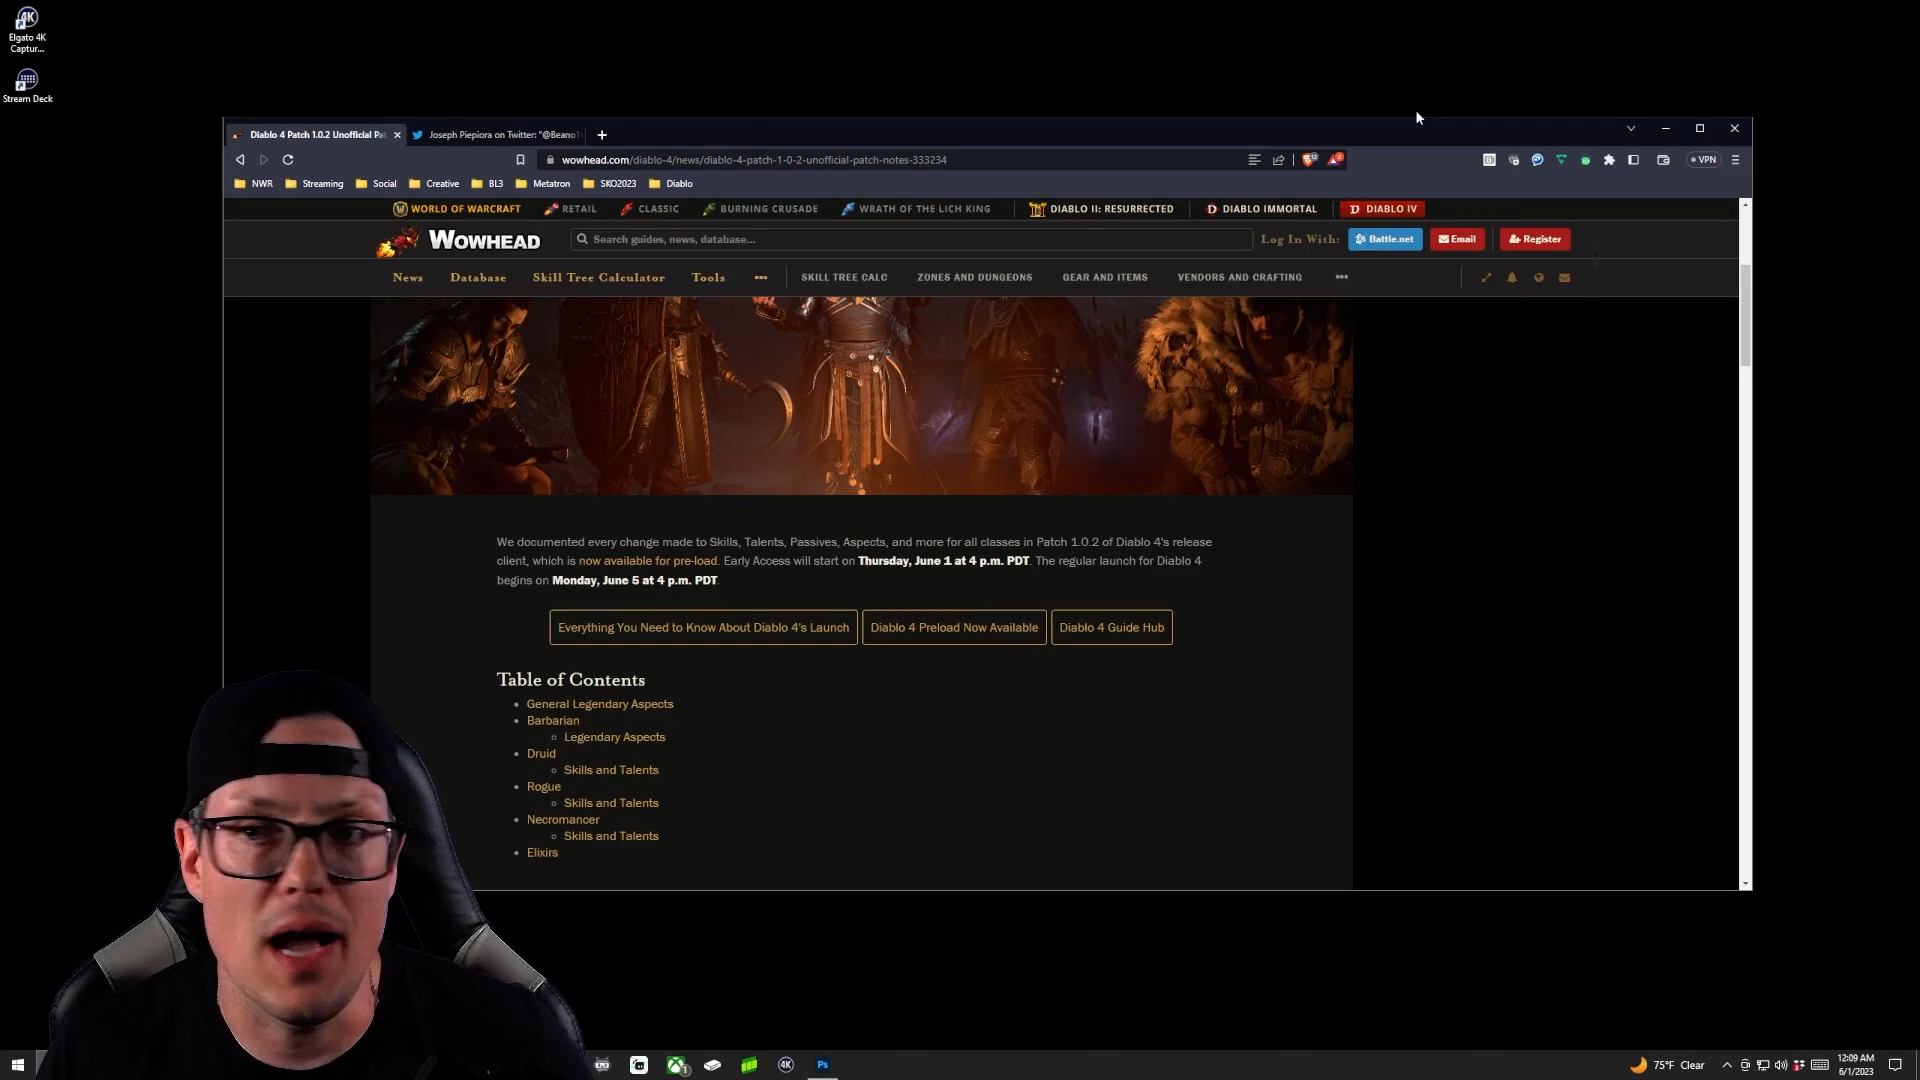 Elgato 4K
Captur...
Stream Deck
Diablo 4 Patch 1.0.2 Unofficial Pa
Joseph Piepiora on Twitter: "@Beano
wowhead.com/diablo-4/news/diablo-4-patch-1-0-2-unofficial-patch-notes-333234
VPN
NWR Streaming Social Creative BL3 Metatron SKO2023 Diablo
WORLD OF WARCRAFT RETAIL CLASSIC BURNING CRUSADE WRATH OF THE LICH KING DIABLO II: RESURRECTED DIABLO IMMORTAL DIABLO IV
WOWHEAD Search guides, news, database... Log In With: Battle.net Email Register
News Database Skill Tree Calculator Tools ••• SKILL TREE CALC ZONES AND DUNGEONS GEAR AND ITEMS VENDORS AND CRAFTING •••
We documented every change made to Skills, Talents, Passives, Aspects, and more for all classes in Patch 1.0.2 of Diablo 4's release
client, which is now available for pre-load. Early Access will start on Thursday, June 1 at 4 p.m. PDT. The regular launch for Diablo 4
begins on Monday, June 5 at 4 p.m. PDT.
Everything You Need to Know About Diablo 4's Launch Diablo 4 Preload Now Available Diablo 4 Guide Hub
Table of Contents
General Legendary Aspects
Barbarian
Legendary Aspects
Druid
Skills and Talents
Rogue
Skills and Talents
Necromancer
Skills and Talents
Elixirs
4K Ps 75°F Clear
12:09 AM
6/1/2023